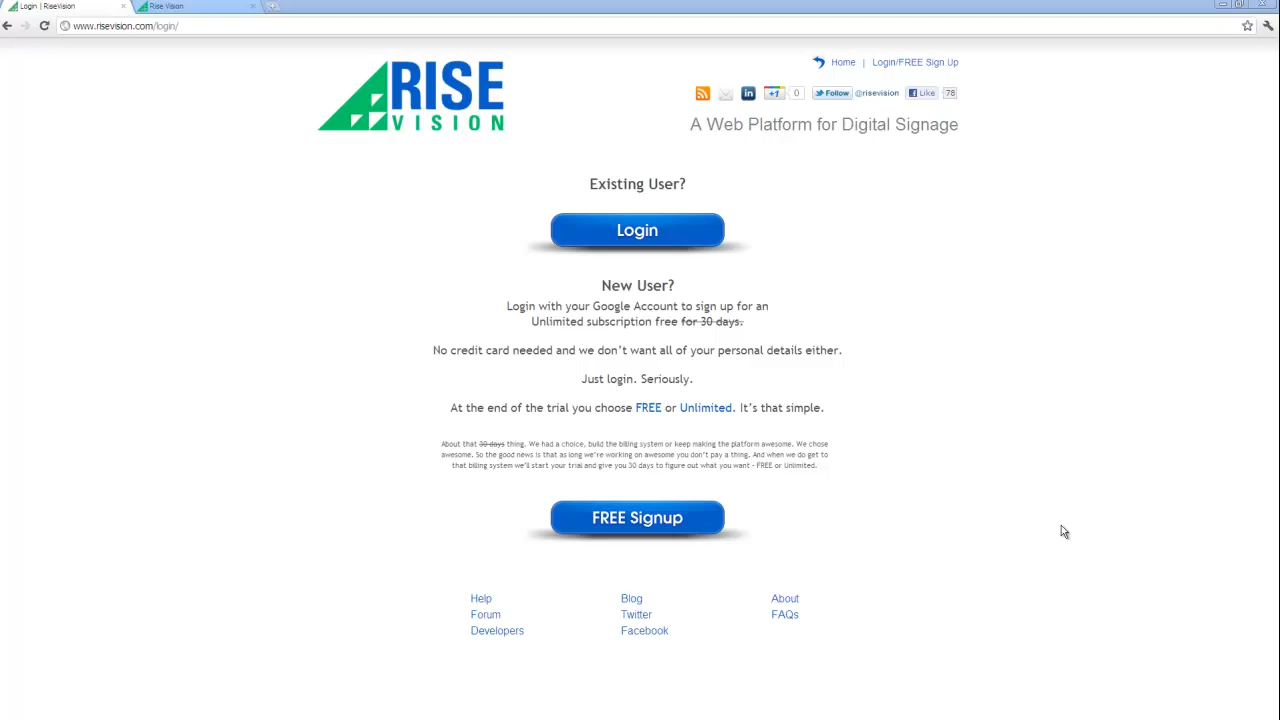 Login | RiseVision
Rise Vision
www.risevision.com/login/
RISE
VISION
Home | Login/FREE Sign Up
+1 0 Follow @risevision Like 78
A Web Platform for Digital Signage
Existing User?
Login
New User?
Login with your Google Account to sign up for an
Unlimited subscription free for 30 days.
No credit card needed and we don't want all of your personal details either.
Just login. Seriously.
At the end of the trial you choose FREE or Unlimited. It's that simple.
About that 30 days thing. We had a choice, build the billing system or keep making the platform awesome. We chose
awesome. So the good news is that as long we're working on awesome you don't pay a thing. And when we do get to
that billing system we'll start your trial and give you 30 days to figure out what you want - FREE or Unlimited.
FREE Signup
Help Blog About
Forum Twitter FAQs
Developers Facebook